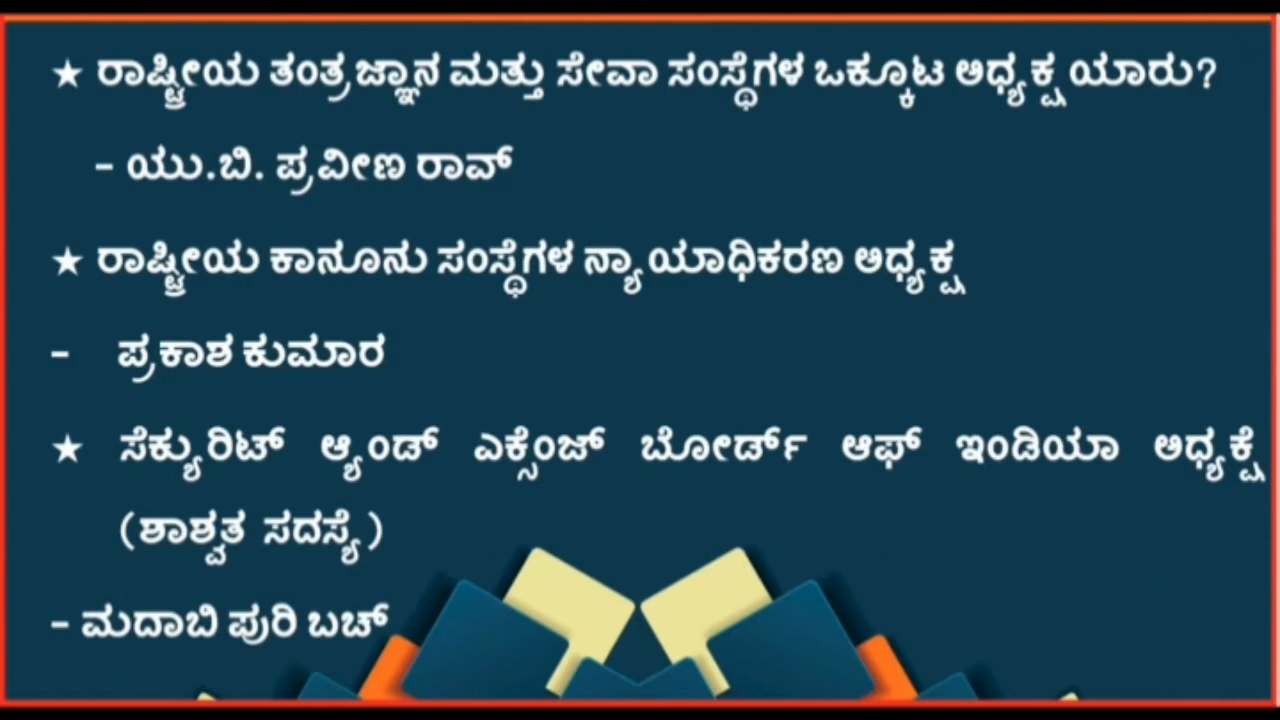 ★ ರಾಷ್ಟ್ರೀಯ ತಂತ್ರಜ್ಞಾನ ಮತ್ತು ಸೇವಾ ಸಂಸ್ಥೆಗಳ ಒಕ್ಕೂಟ ಅಧ್ಯಕ್ಷ ಯಾರು?
- ಯು.ಬಿ. ಪ್ರವೀಣ ರಾವ್
★ ರಾಷ್ಟ್ರೀಯ ಕಾನೂನು ಸಂಸ್ಥೆಗಳ ನ್ಯಾಯಾಧಿಕರಣ ಅಧ್ಯಕ್ಷ
- ಪ್ರಕಾಶ ಕುಮಾರ
★ ಸೆಕ್ಯುರಿಟ್ ಆ್ಯಂಡ್ ಎಕ್ಸೆಂಜ್ ಬೋರ್ಡ್ ಆಫ್ ಇಂಡಿಯಾ ಅಧ್ಯಕ್ಷೆ
(ಶಾಶ್ವತ ಸದಸ್ಯೆ)
- ಮದಾಬಿ ಪುರಿ ಬಚ್